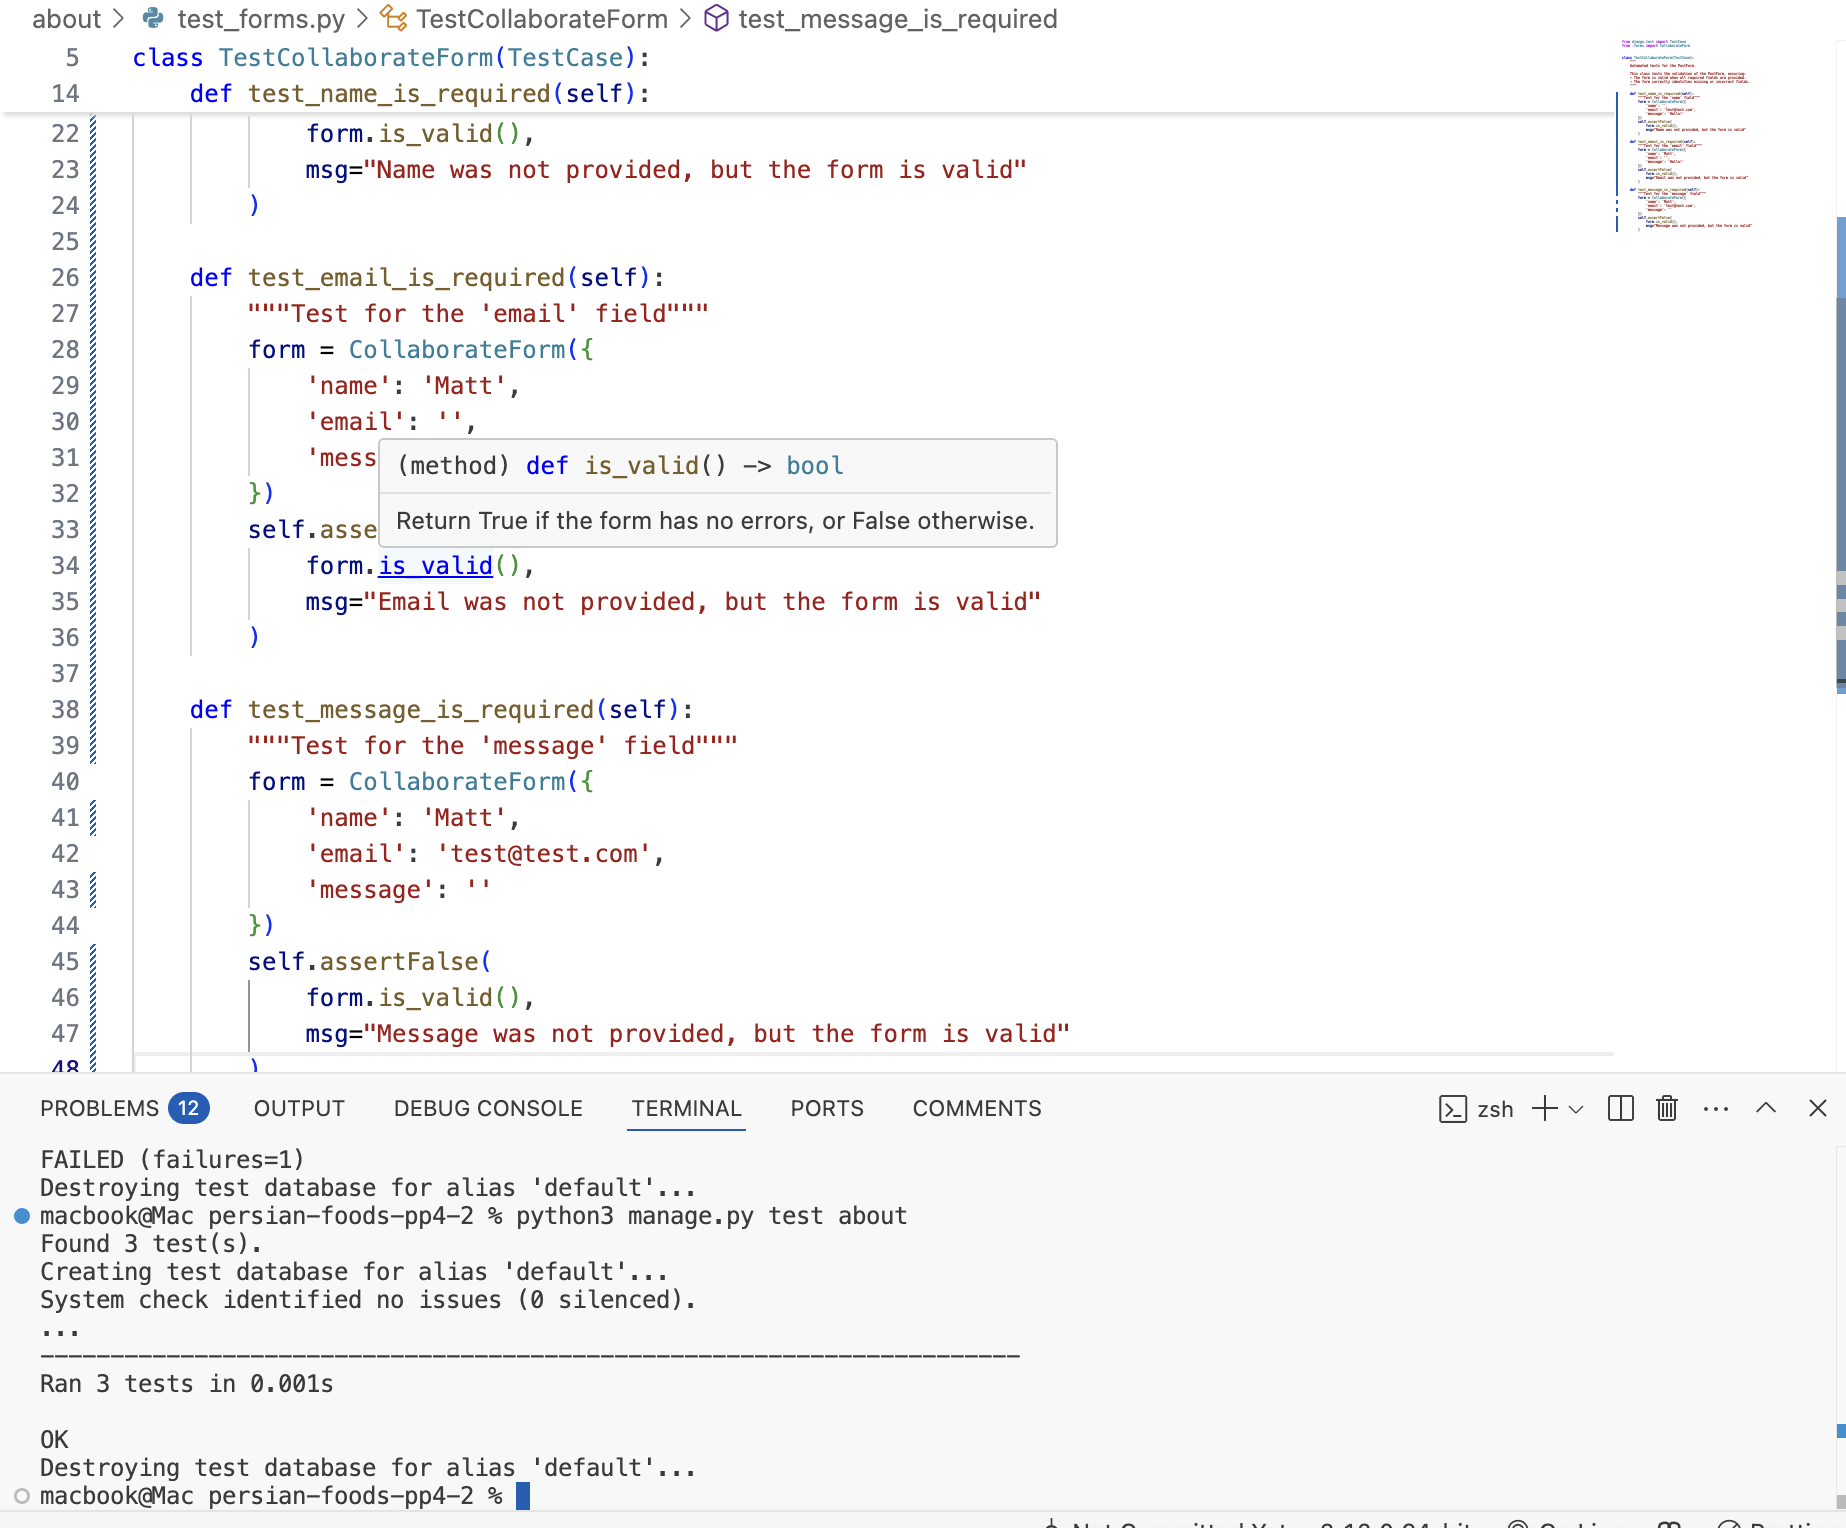 about > test_forms.py > TestCollaborateForm > test_message_is_required
5 class TestCollaborateForm(TestCase):
14 def test_name_is_required(self):
22 form.is_valid(),
23 msg="Name was not provided, but the form is valid"
24 )
25
26 def test_email_is_required(self):
27 """Test for the 'email' field"""
28 form = CollaborateForm({
29 'name': 'Matt',
30 'email': '',
31 'mess
(method) def is_valid() -> bool
32 })
Return True if the form has no errors, or False otherwise.
33 self.asse
34 form.is_valid(),
35 msg="Email was not provided, but the form is valid"
36 )
37
38 def test_message_is_required(self):
39 """Test for the 'message' field"""
40 form = CollaborateForm({
41 'name': 'Matt',
42 'email': 'test@test.com',
43 'message': ''
44 })
45 self.assertFalse(
46 form.is_valid(),
47 msg="Message was not provided, but the form is valid"
48 )
PROBLEMS 12 OUTPUT DEBUG CONSOLE TERMINAL PORTS COMMENTS zsh
FAILED (failures=1)
Destroying test database for alias 'default'...
macbook@Mac persian-foods-pp4-2 % python3 manage.py test about
Found 3 test(s).
Creating test database for alias 'default'...
System check identified no issues (0 silenced).
...
----------------------------------------------------------------------
Ran 3 tests in 0.001s

OK
Destroying test database for alias 'default'...
macbook@Mac persian-foods-pp4-2 %